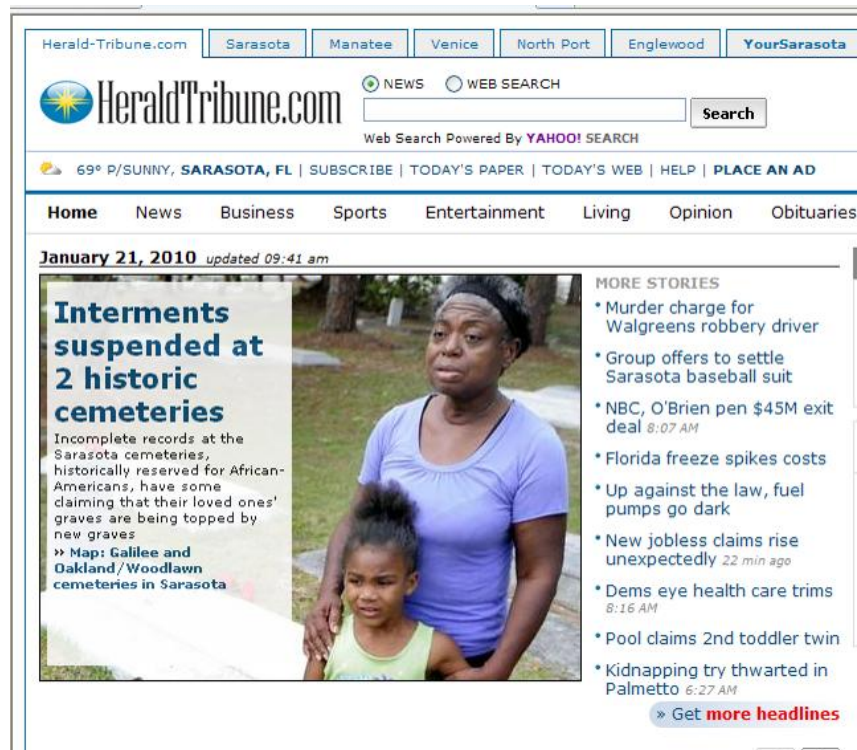 Herald-Tribune.com Sarasota Manatee Venice North Port Englewood YourSarasota
HeraldTribune.com
NEWS WEB SEARCH
Search
Web Search Powered By YAHOO! SEARCH
69° P/SUNNY, SARASOTA, FL | SUBSCRIBE | TODAY'S PAPER | TODAY'S WEB | HELP | PLACE AN AD
Home News Business Sports Entertainment Living Opinion Obituaries
January 21, 2010 updated 09:41 am
Interments
suspended at
2 historic
cemeteries
Incomplete records at the
Sarasota cemeteries,
historically reserved for African-
Americans, have some
claiming that their loved ones'
graves are being topped by
new graves
» Map: Galilee and
Oakland/Woodlawn
cemeteries in Sarasota
MORE STORIES
• Murder charge for
Walgreens robbery driver
• Group offers to settle
Sarasota baseball suit
• NBC, O'Brien pen $45M exit
deal 8:07 AM
• Florida freeze spikes costs
• Up against the law, fuel
pumps go dark
• New jobless claims rise
unexpectedly 22 min ago
• Dems eye health care trims
8:16 AM
• Pool claims 2nd toddler twin
• Kidnapping try thwarted in
Palmetto 6:27 AM
» Get more headlines